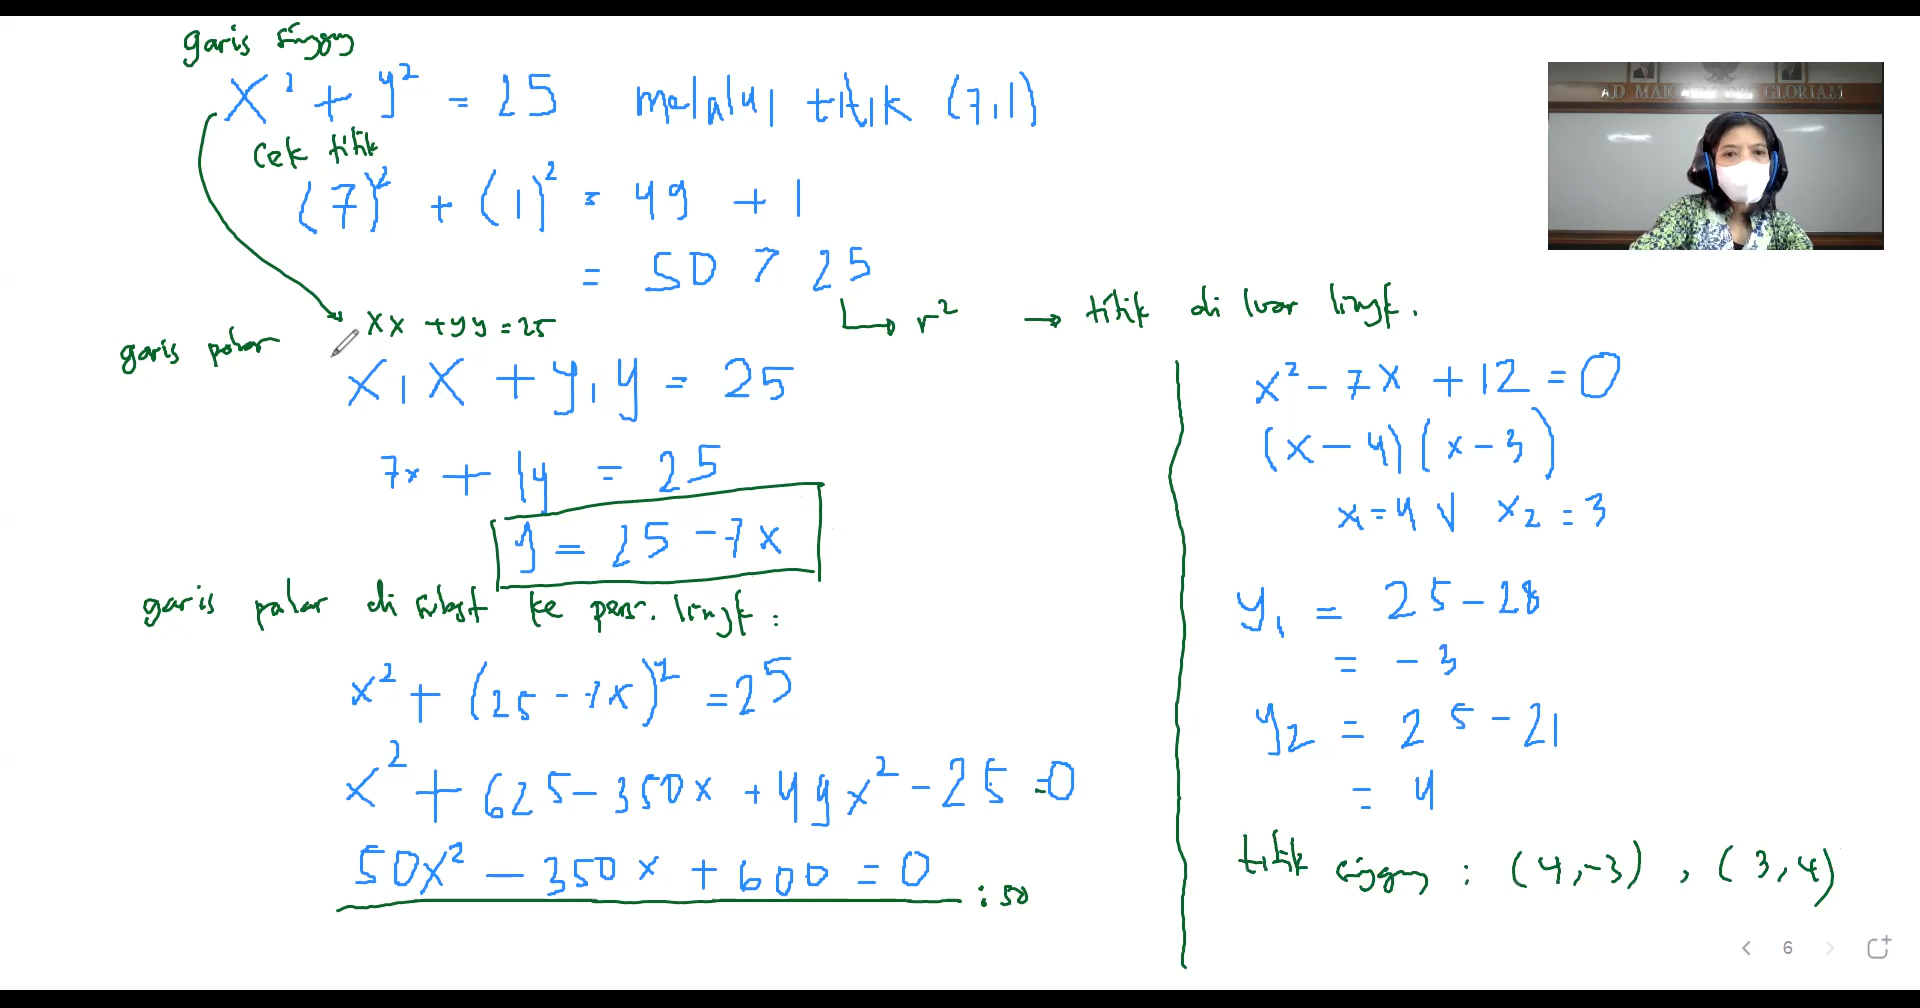 garis singgung
x² + y² = 25 melalui titik (7,1)
Cek titik
(7)² + (1)² = 49 + 1
= 50 > 25
r² → titik di luar lingk.
garis polar
xx + yy = 25
x₁x + y₁y = 25
7x + 1y = 25
y = 25 - 7x
garis polar di subst ke pers. lingk :
x² + (25 - 7x)² = 25
x² + 625 - 350x + 49x² - 25 = 0
50x² - 350x + 600 = 0 : 50
x² - 7x + 12 = 0
(x - 4)(x - 3)
x₁ = 4 V x₂ = 3
y₁ = 25 - 28
= -3
y₂ = 25 - 21
= 4
titik singgung : (4,-3) , (3,4)
AD MAIOREM DEI GLORIAM
6